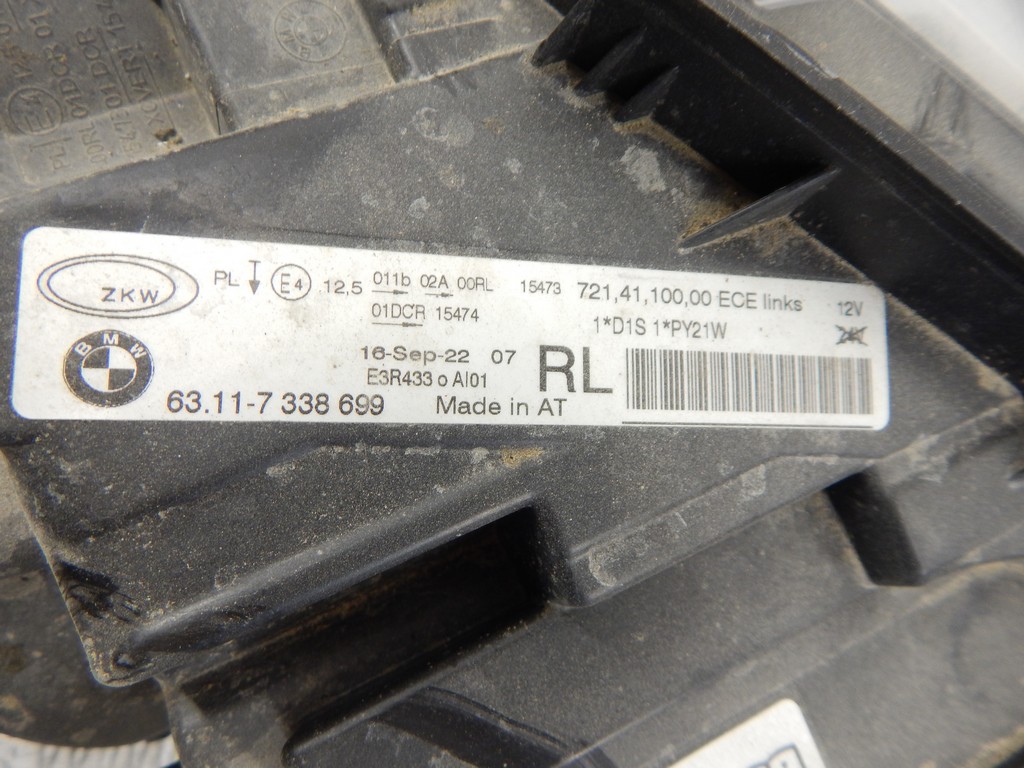 ZKW
PL E4 12,5 011b 02A 00RL 15473 721,41,100,00 ECE links 12V
01DCR 15474 1*D1S 1*PY21W
BMW 16-Sep-22 07 RL
E3R433 o AI01
63.11-7 338 699 Made in AT